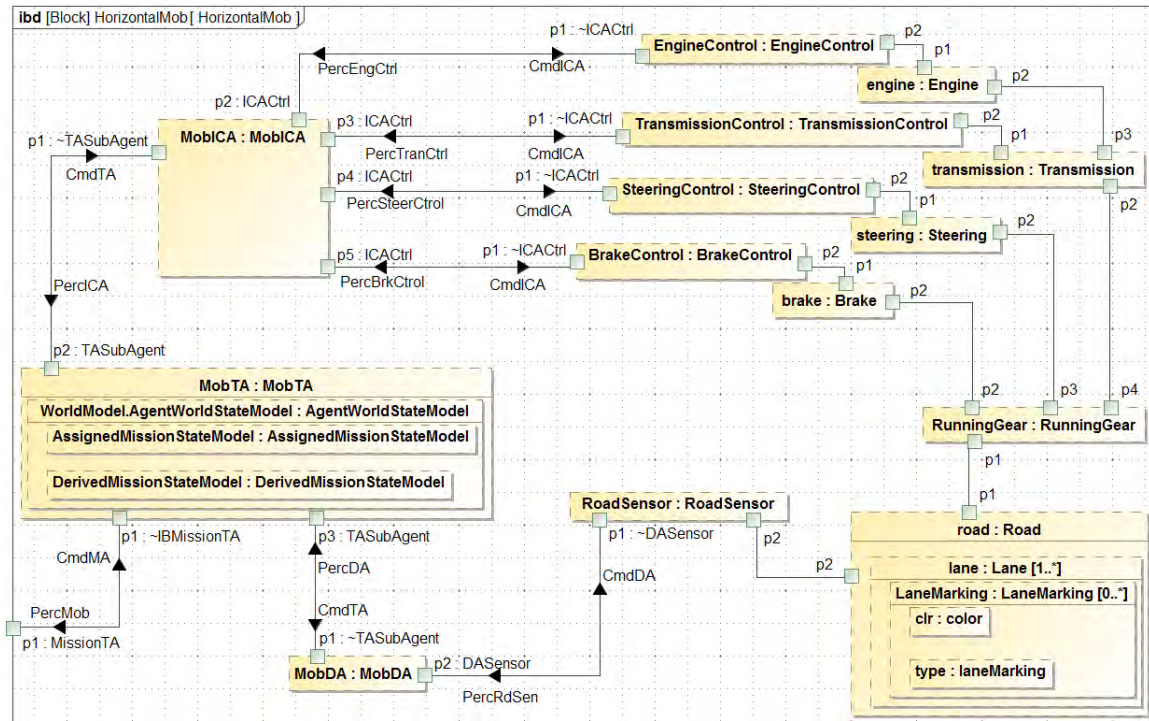 ibd [Block] HorizontalMob[ HorizontalMob ]
p1 : ~ICACtrl
p2
EngineControl : EngineControl
p1
PercEngCtrl
CmdICA
p2
engine : Engine
p2 : ICACtrl
p3 : ICACtrl
p1 : ~ICACtrl
p2
MobICA : MobICA
TransmissionControl : TransmissionControl
p1 : ~TASubAgent
p1
p3
PercTranCtrl
CmdICA
CmdTA
transmission : Transmission
p4 : ICACtrl
p1 : ~ICACtrl
SteeringControl : SteeringControl
p2
p2
PercSteerCtrol
CmdICA
p1
p2
steering : Steering
p5 : ICACtrl
p1 : ~ICACtrl
BrakeControl : BrakeControl
p2
PercICA
PercBrkCtrol
CmdICA
p1
p2
brake : Brake
p2 : TASubAgent
MobTA : MobTA
p2
p3
p4
WorldModel.AgentWorldStateModel : AgentWorldStateModel
RunningGear : RunningGear
AssignedMissionStateModel : AssignedMissionStateModel
p1
DerivedMissionStateModel : DerivedMissionStateModel
p1
RoadSensor : RoadSensor
p1 : ~IBMissionTA
p3 : TASubAgent
p1 : ~DASensor
p2
road : Road
CmdMA
PercDA
CmdDA
p2
lane : Lane [1..*]
LaneMarking : LaneMarking [0..*]
PercMob
CmdTA
clr : color
p1 : MissionTA
p1 : ~TASubAgent
MobDA : MobDA
p2 : DASensor
type : laneMarking
PercRdSen